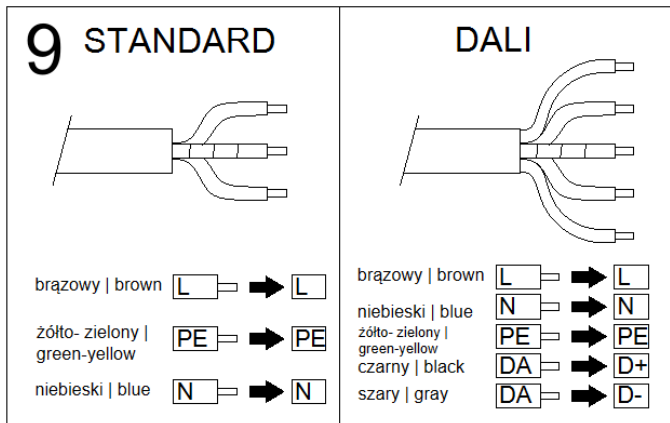 9 STANDARD
brązowy | brown L L
żółto- zielony |
green-yellow PE PE
niebieski | blue N N
DALI
brązowy | brown L L
niebieski | blue N N
żółto- zielony |
green-yellow PE PE
czarny | black DA D+
szary | gray DA D-